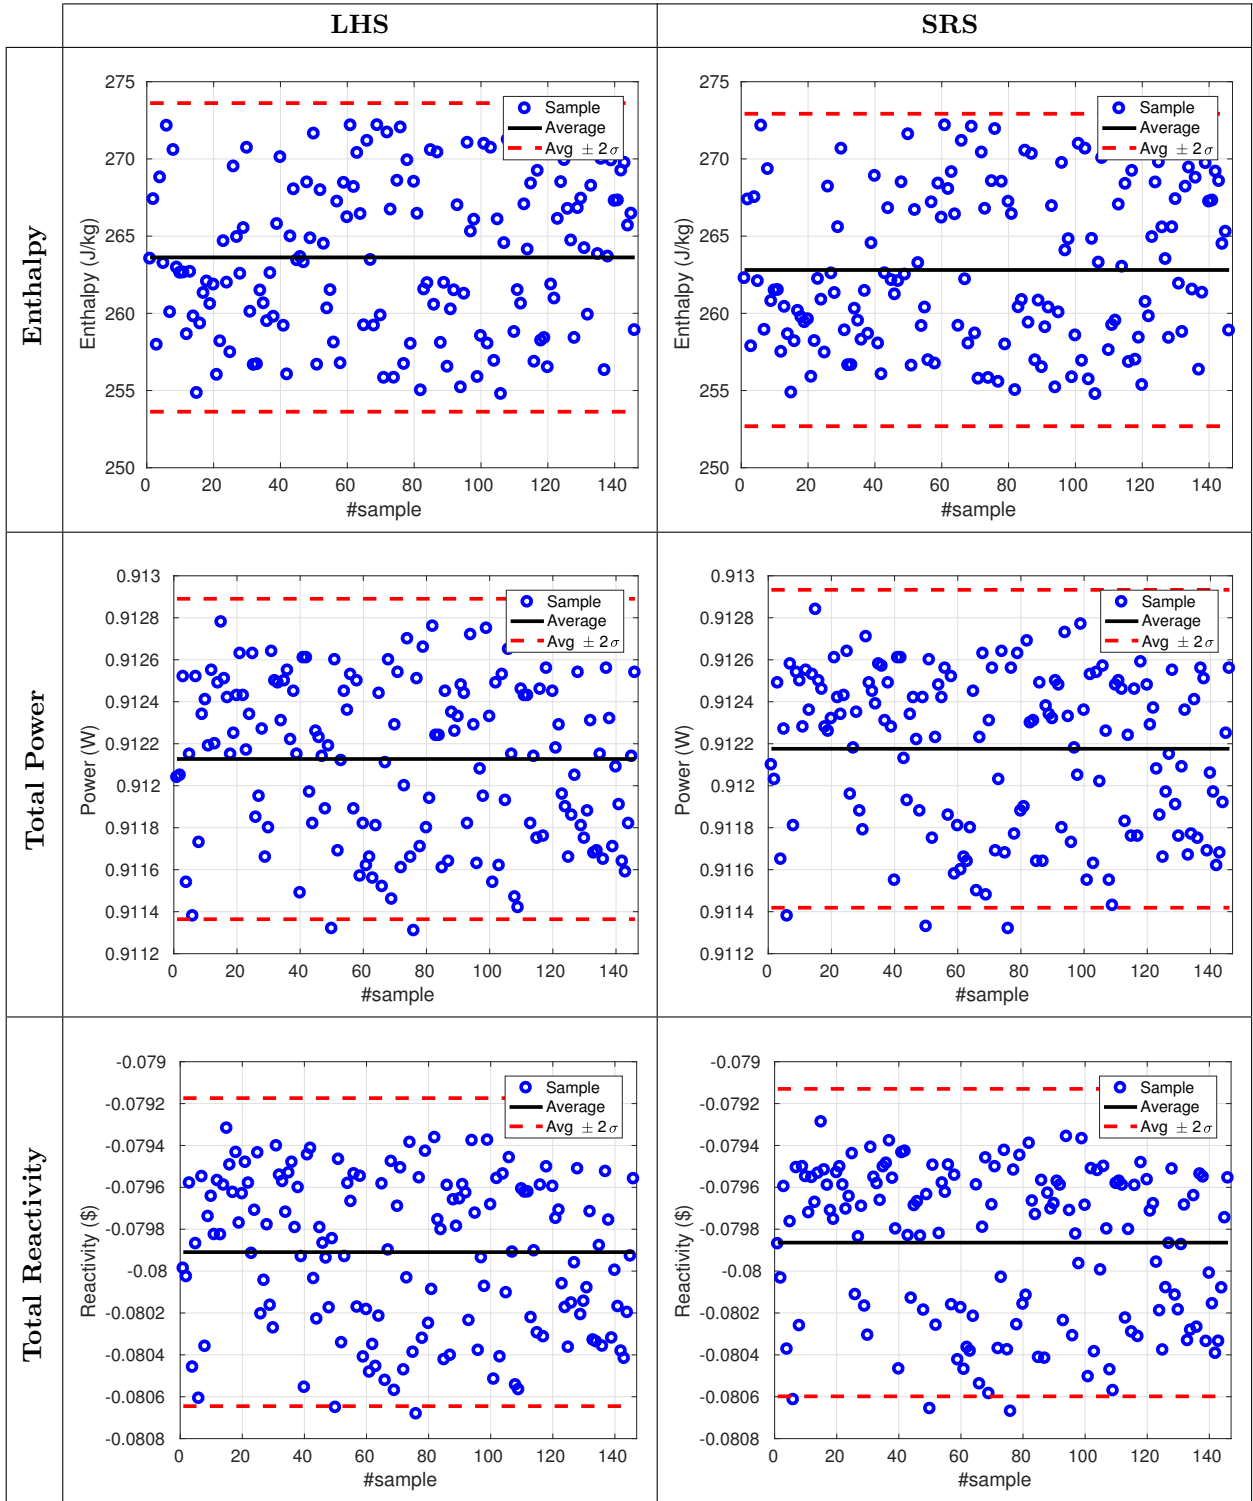 LHS
SRS
Enthalpy
275
270
265
260
255
250
Enthalpy (J/kg)
0 20 40 60 80 100 120 140
#sample
Sample
Average
Avg ± 2σ
275
270
265
260
255
250
Enthalpy (J/kg)
0 20 40 60 80 100 120 140
#sample
Sample
Average
Avg ± 2σ
Total Power
0.913
0.9128
0.9126
0.9124
0.9122
0.912
0.9118
0.9116
0.9114
0.9112
Power (W)
0 20 40 60 80 100 120 140
#sample
Sample
Average
Avg ± 2σ
0.913
0.9128
0.9126
0.9124
0.9122
0.912
0.9118
0.9116
0.9114
0.9112
Power (W)
0 20 40 60 80 100 120 140
#sample
Sample
Average
Avg ± 2σ
Total Reactivity
-0.079
-0.0792
-0.0794
-0.0796
-0.0798
-0.08
-0.0802
-0.0804
-0.0806
-0.0808
Reactivity ($)
0 20 40 60 80 100 120 140
#sample
Sample
Average
Avg ± 2σ
-0.079
-0.0792
-0.0794
-0.0796
-0.0798
-0.08
-0.0802
-0.0804
-0.0806
-0.0808
Reactivity ($)
0 20 40 60 80 100 120 140
#sample
Sample
Average
Avg ± 2σ